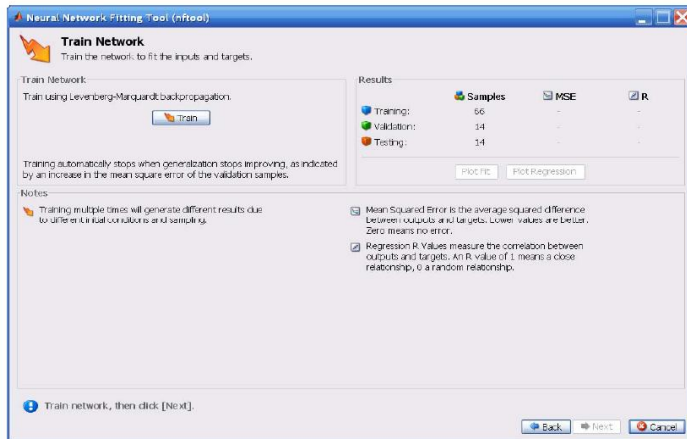 Neural Network Fitting Tool (nftool)
Train Network
Train the network to fit the inputs and targets.
Train Network
Train using Levenberg-Marquardt backpropagation.
Train
Training automatically stops when generalization stops improving, as indicated
by an increase in the mean square error of the validation samples.
Results
Samples MSE R
Training: 66 - -
Validation: 14 - -
Testing: 14 - -
Plot Fit Plot Regression
Notes
Training multiple times will generate different results due
to different initial conditions and sampling.
Mean Squared Error is the average squared difference
between outputs and targets. Lower values are better.
Zero means no error.
Regression R Values measure the correlation between
outputs and targets. An R value of 1 means a close
relationship, 0 a random relationship.
Train network, then click [Next].
Back Next Cancel